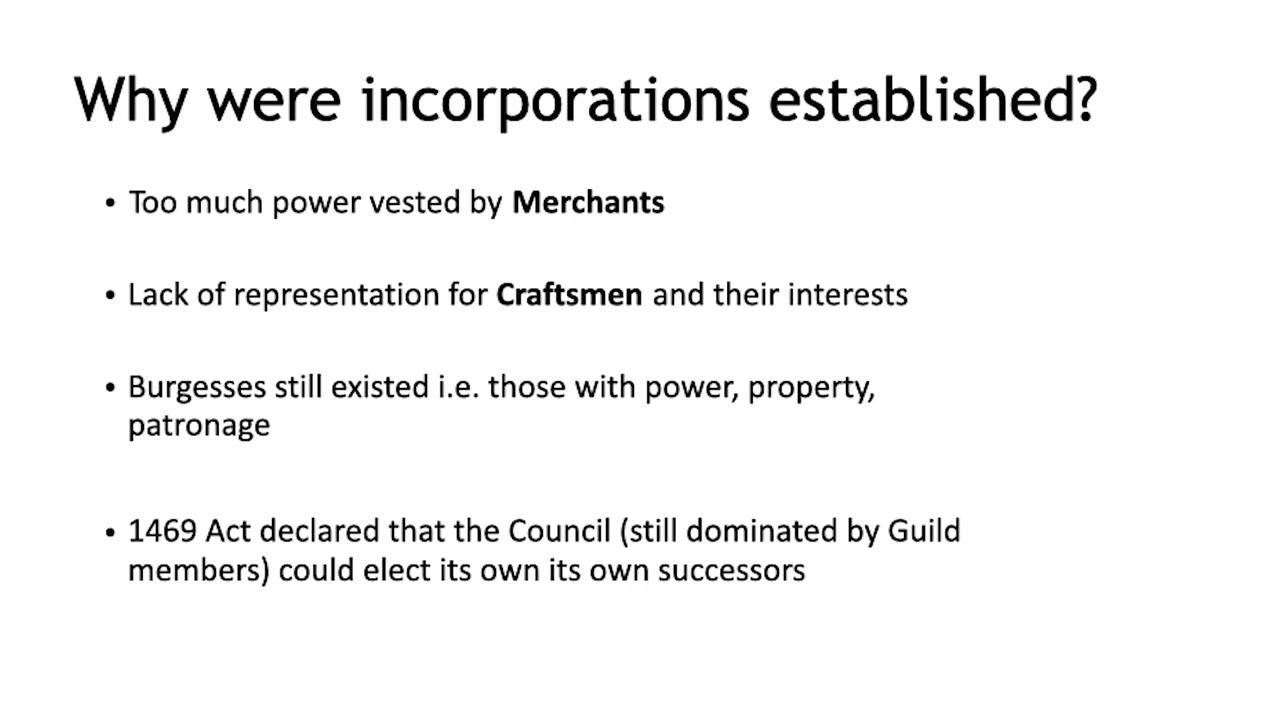 Why were incorporations established?
• Too much power vested by Merchants
• Lack of representation for Craftsmen and their interests
• Burgesses still existed i.e. those with power, property,
patronage
• 1469 Act declared that the Council (still dominated by Guild
members) could elect its own its own successors